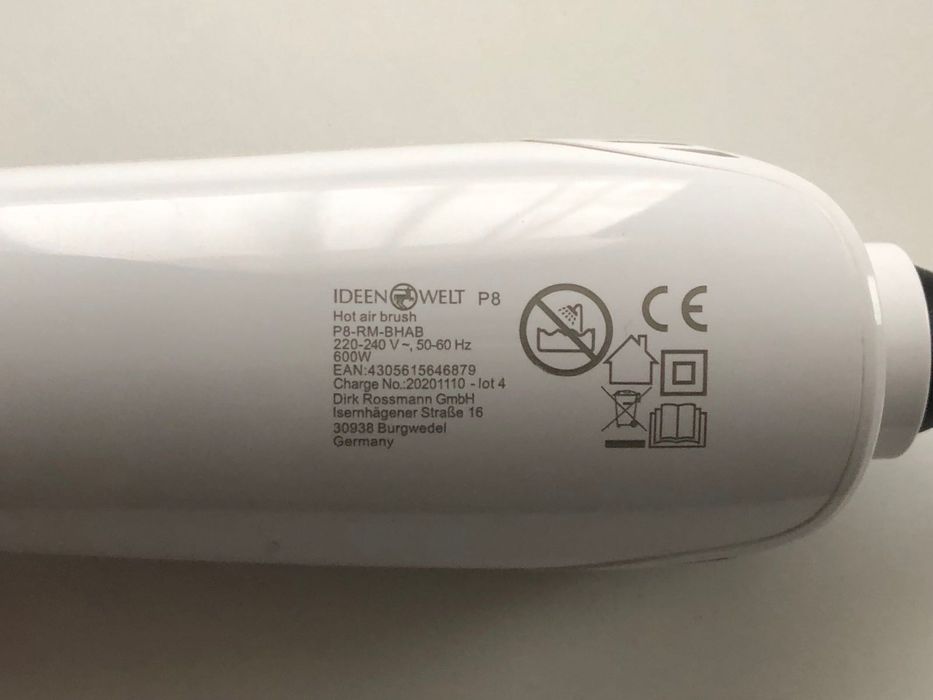 IDEEN WELT P8
Hot air brush
P8-RM-BHAB
220-240 V ~, 50-60 Hz
600W
EAN:4305615646879
Charge No.:20201110 - lot 4
Dirk Rossmann GmbH
Isernhägener Straße 16
30938 Burgwedel
Germany
CE